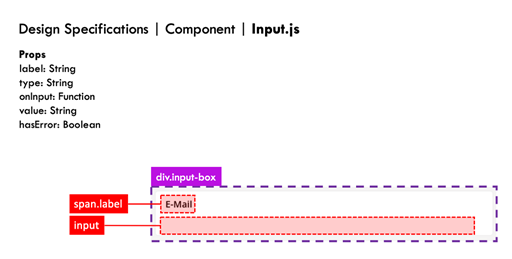 Design Specifications | Component | Input.js
Props
label: String
type: String
onInput: Function
value: String
hasError: Boolean
div.input-box
span.label
E-Mail
input